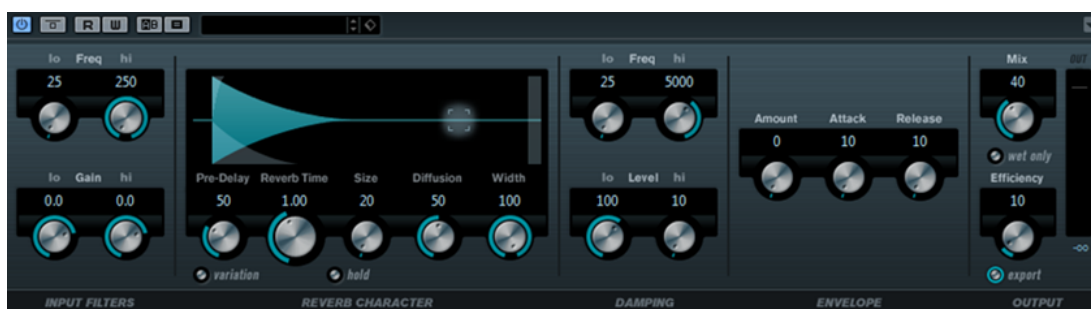 R W AB
lo Freq hi
25 250
lo Gain hi
0.0 0.0
INPUT FILTERS
Pre-Delay Reverb Time Size Diffusion Width
50 1.00 20 50 100
variation hold
REVERB CHARACTER
lo Freq hi
25 5000
lo Level hi
100 10
DAMPING
Amount Attack Release
0 10 10
ENVELOPE
Mix OUT
40
wet only
Efficiency
10
-∞
export
OUTPUT